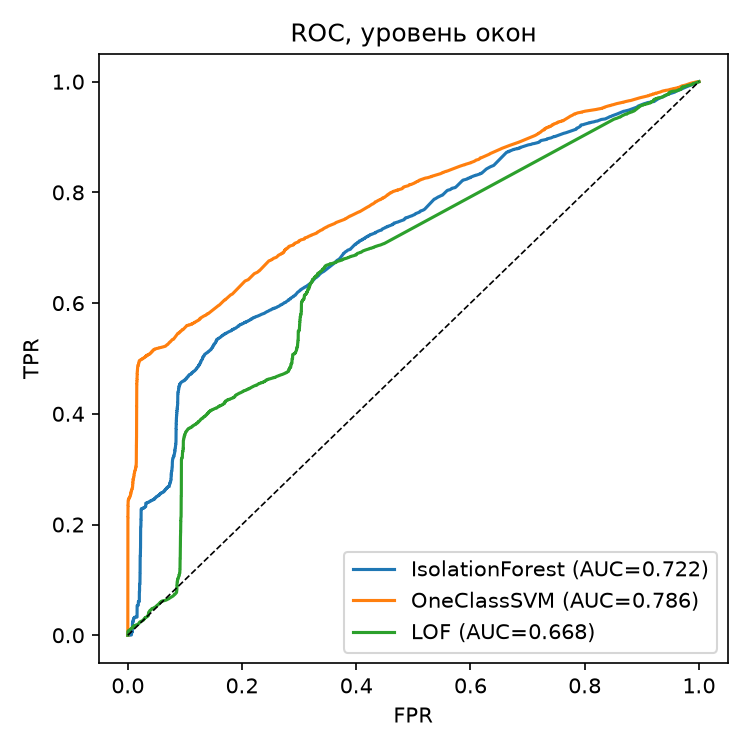 ROC, уровень окон
TPR
1.0
0.8
0.6
0.4
0.2
0.0
IsolationForest (AUC=0.722)
OneClassSVM (AUC=0.786)
LOF (AUC=0.668)
0.0 0.2 0.4 0.6 0.8 1.0
FPR